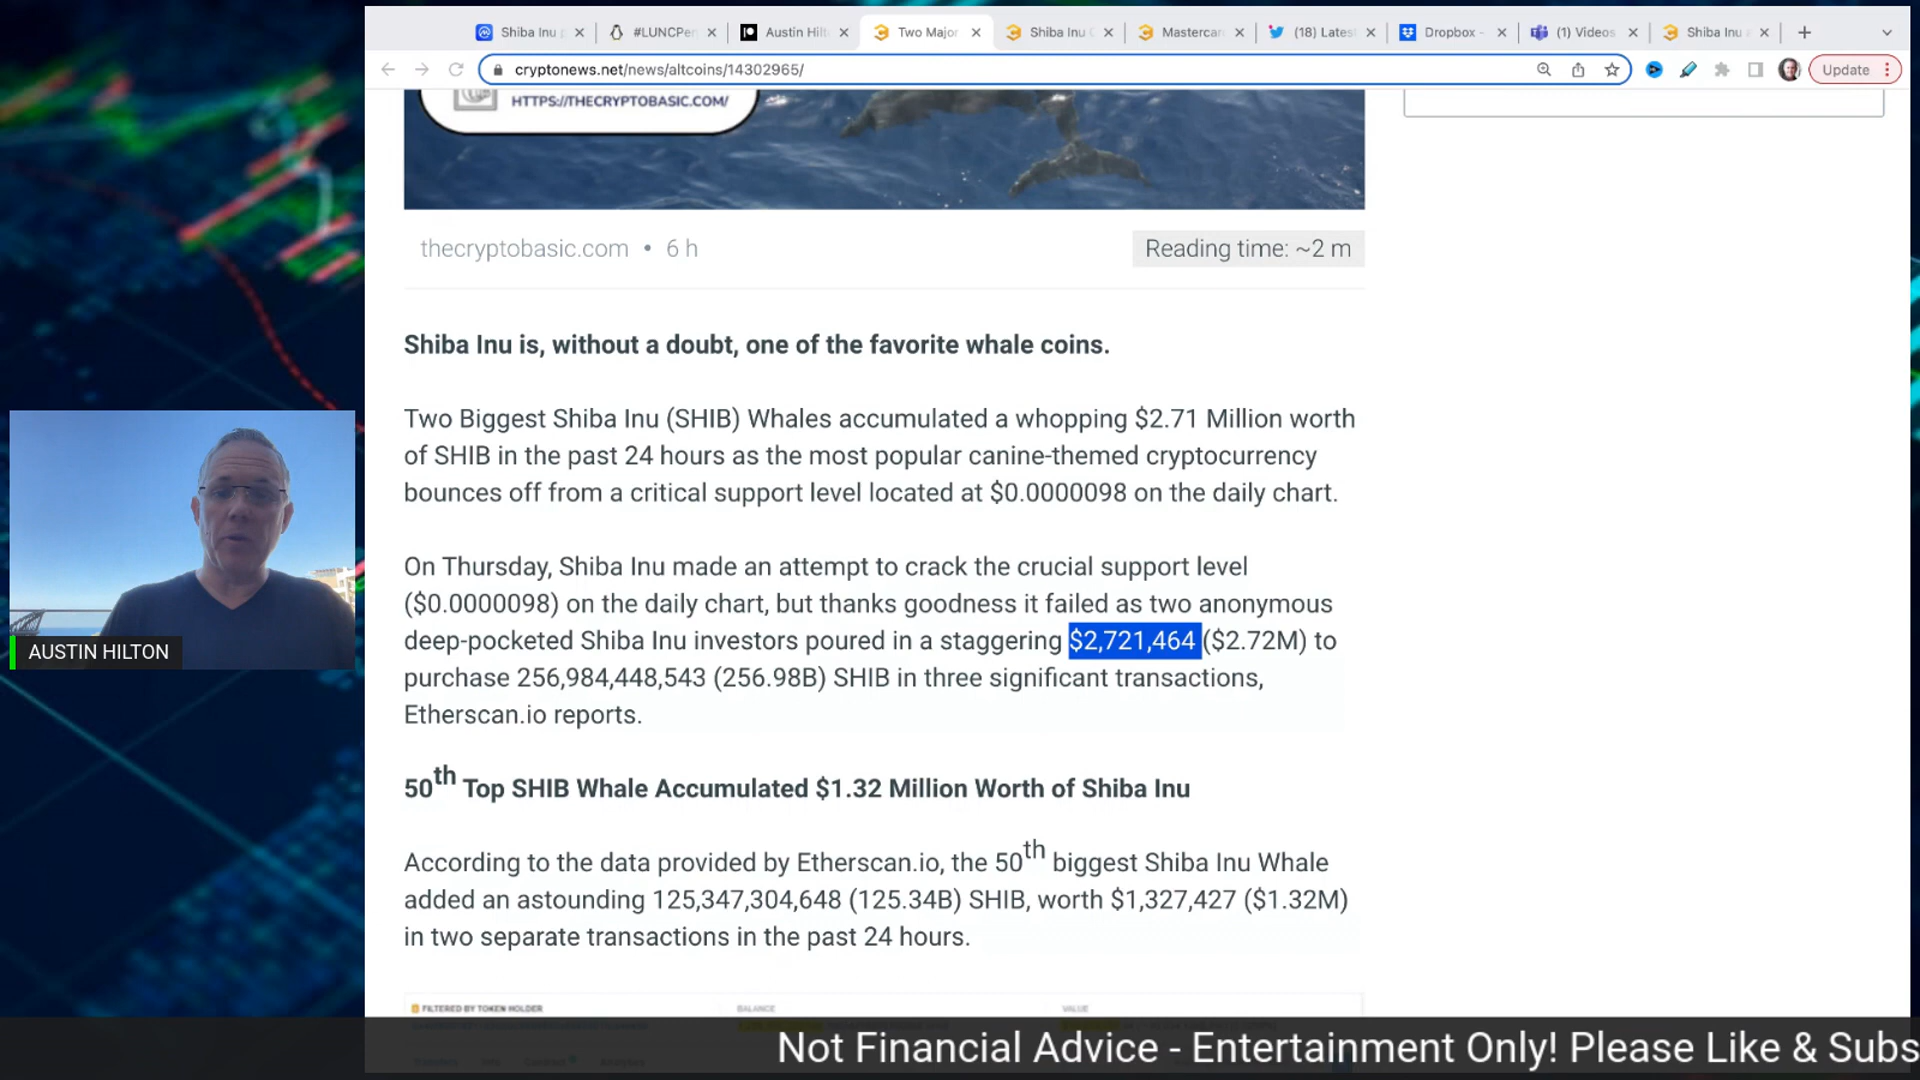 Shiba Inu p
#LUNCPen
Austin Hilt
Two Major
Shiba Inu C
Mastercard
(18) Latest
Dropbox -
(1) Videos
Shiba Inu
cryptonews.net/news/altcoins/14302965/
Update
HTTPS://THECRYPTOBASIC.COM/
thecryptobasic.com • 6 h
Reading time: ~2 m
Shiba Inu is, without a doubt, one of the favorite whale coins.
Two Biggest Shiba Inu (SHIB) Whales accumulated a whopping $2.71 Million worth
of SHIB in the past 24 hours as the most popular canine-themed cryptocurrency
bounces off from a critical support level located at $0.0000098 on the daily chart.
On Thursday, Shiba Inu made an attempt to crack the crucial support level
($0.0000098) on the daily chart, but thanks goodness it failed as two anonymous
deep-pocketed Shiba Inu investors poured in a staggering $2,721,464 ($2.72M) to
purchase 256,984,448,543 (256.98B) SHIB in three significant transactions,
Etherscan.io reports.
50th Top SHIB Whale Accumulated $1.32 Million Worth of Shiba Inu
According to the data provided by Etherscan.io, the 50th biggest Shiba Inu Whale
added an astounding 125,347,304,648 (125.34B) SHIB, worth $1,327,427 ($1.32M)
in two separate transactions in the past 24 hours.
FILTERED BY TOKEN HOLDER
BALANCE
VALUE
AUSTIN HILTON
Not Financial Advice - Entertainment Only! Please Like & Subs